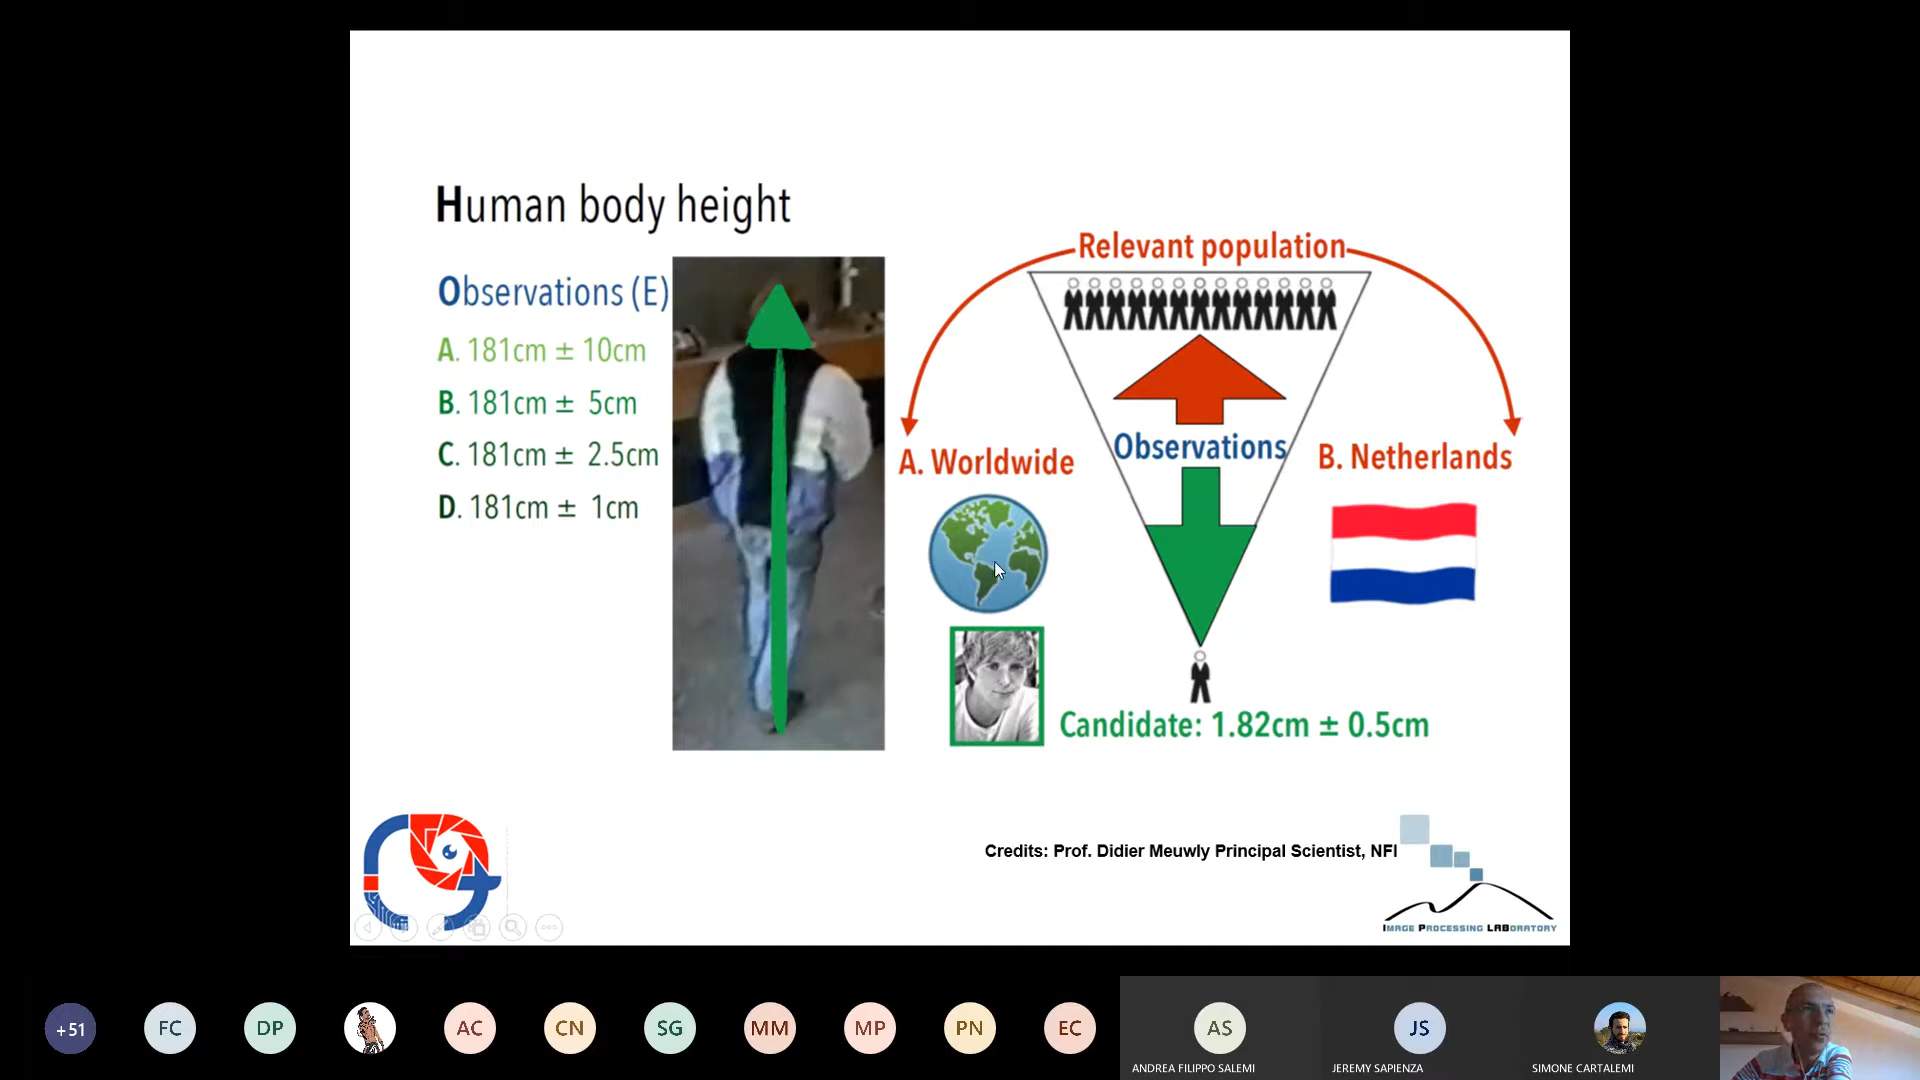 Human body height
Relevant population
Observations (E)
A. 181cm ± 10cm
B. 181cm ± 5cm
C. 181cm ± 2.5cm
D. 181cm ± 1cm
Observations
A. Worldwide
B. Netherlands
Candidate: 1.82cm ± 0.5cm
Credits: Prof. Didier Meuwly Principal Scientist, NFI
IMAGE PROCESSING LABORATORY
+51
FC
DP
AC
CN
SG
MM
MP
PN
EC
AS
JS
ANDREA FILIPPO SALEMI
JEREMY SAPIENZA
SIMONE CARTALEMI